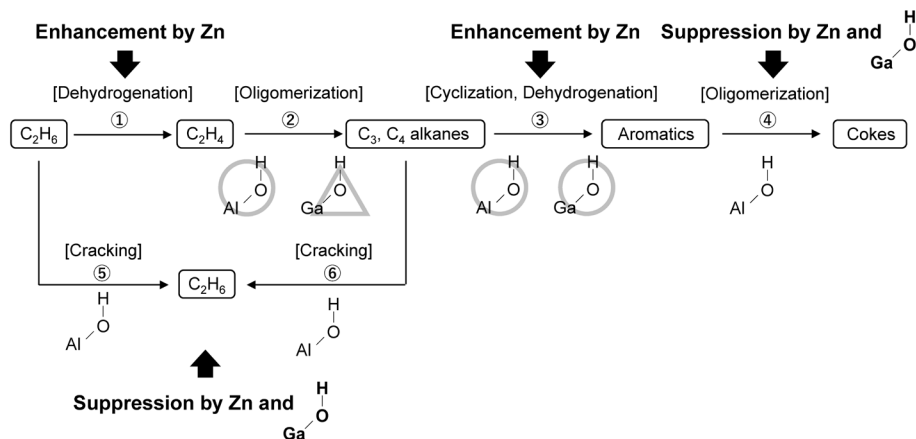 Enhancement by Zn
Enhancement by Zn
Suppression by Zn and
H
O
Ga
[Dehydrogenation]
[Oligomerization]
[Cyclization, Dehydrogenation]
[Oligomerization]
①
②
③
④
C₂H₆
C₂H₄
C₃, C₄ alkanes
Aromatics
Cokes
H
O
Al
H
O
Ga
H
O
Al
H
O
Ga
H
O
Al
[Cracking]
[Cracking]
⑤
⑥
C₂H₆
H
O
Al
H
O
Al
Suppression by Zn and
H
O
Ga